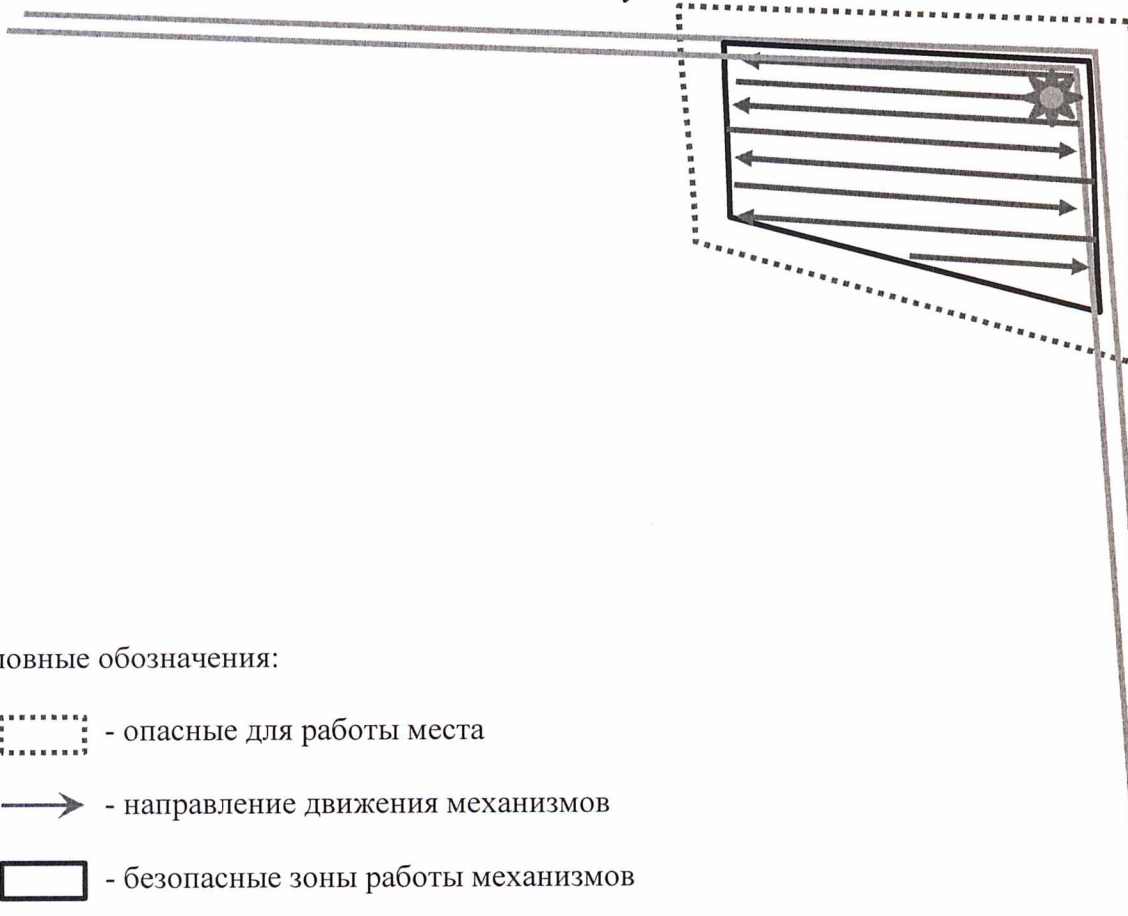 ловные обозначения:
- опасные для работы места
- направление движения механизмов
- безопасные зоны работы механизмов